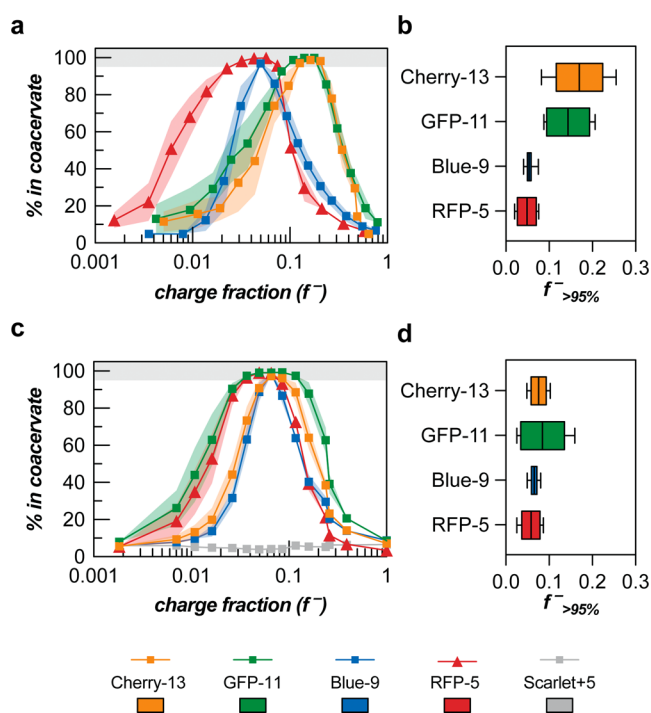 a
100
80
60
40
20
0
% in coacervate
0.001
0.01
0.1
1
charge fraction (f⁻)
b
Cherry-13
GFP-11
Blue-9
RFP-5
0.0
0.1
0.2
0.3
f⁻>95%
c
100
80
60
40
20
0
% in coacervate
0.001
0.01
0.1
1
charge fraction (f⁻)
d
Cherry-13
GFP-11
Blue-9
RFP-5
0.0
0.1
0.2
0.3
f⁻>95%
Cherry-13 GFP-11 Blue-9 RFP-5 Scarlet+5